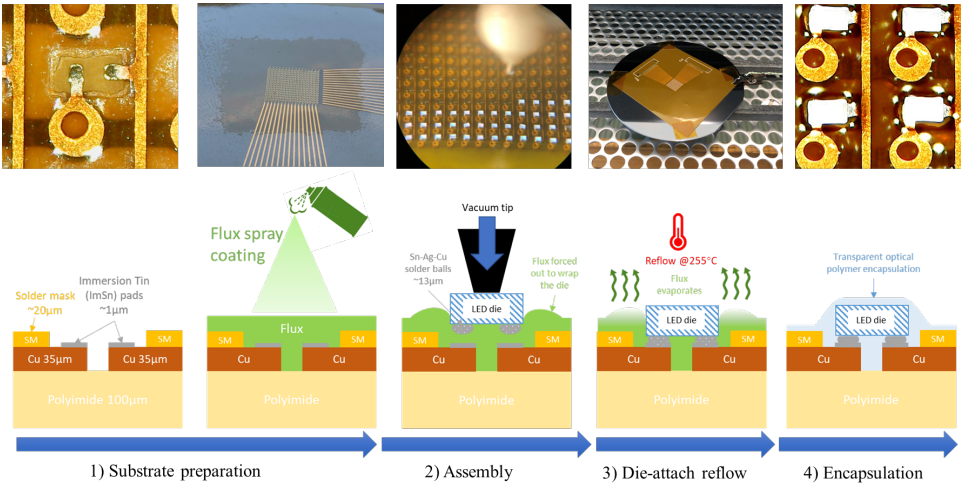 Flux spray
coating
Solder mask
~20µm
Immersion Tin
(ImSn) pads
~1µm
SM
SM
Cu 35µm
Cu 35µm
Polyimide 100µm
Flux
SM
SM
Cu
Cu
Polyimide
Vacuum tip
Sn-Ag-Cu
solder balls
~13µm
Flux forced
out to wrap
the die
LED die
SM
SM
Cu
Cu
Polyimide
Reflow @255°C
Flux
evaporates
LED die
SM
SM
Cu
Cu
Polyimide
Transparent optical
polymer encapsulation
LED die
SM
SM
Cu
Cu
Polyimide
1) Substrate preparation
2) Assembly
3) Die-attach reflow
4) Encapsulation